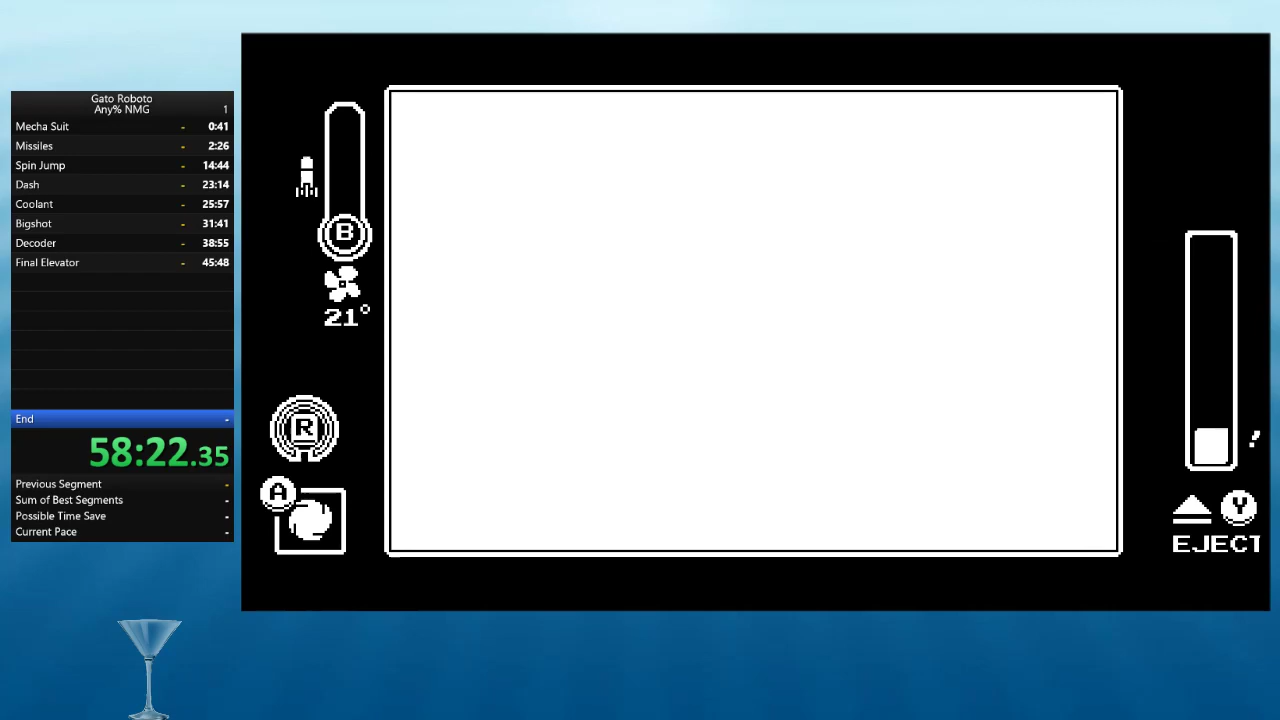 Gato Roboto
Any% NMG 1
Mecha Suit - 0:41
Missiles - 2:26
Spin Jump - 14:44
Dash - 23:14
Coolant - 25:57
Bigshot - 31:41
Decoder - 38:55
Final Elevator - 45:48
End -
58:22.35
Previous Segment -
Sum of Best Segments -
Possible Time Save -
Current Pace -
B
21°
R
A
!
Y
EJECT